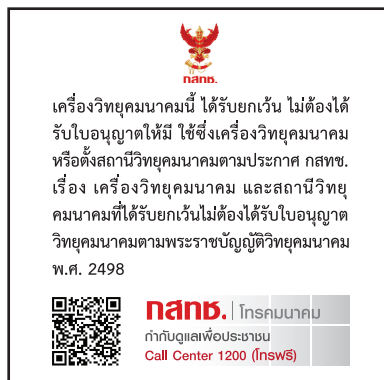 กสทช.
เครื่องวิทยุคมนาคมนี้ ได้รับยกเว้น ไม่ต้องได้
รับใบอนุญาตให้มี ใช้ซึ่งเครื่องวิทยุคมนาคม
หรือตั้งสถานีวิทยุคมนาคมตามประกาศ กสทช.
เรื่อง เครื่องวิทยุคมนาคม และสถานีวิทยุ
คมนาคมที่ได้รับยกเว้นไม่ต้องได้รับใบอนุญาต
วิทยุคมนาคมตามพระราชบัญญัติวิทยุคมนาคม
พ.ศ. 2498
กสทช. | โทรคมนาคม
กำกับดูแลเพื่อประชาชน
Call Center 1200 (โทรฟรี)